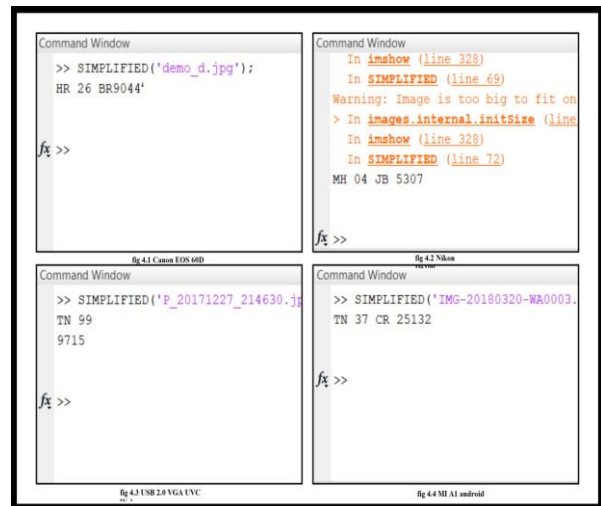 Command Window
>> SIMPLIFIED('demo_d.jpg');
HR 26 BR9044‘
fx >>
fig 4.1 Canon EOS 60D
Command Window
In imshow (line 328)
In SIMPLIFIED (line 69)
Warning: Image is too big to fit on
> In images.internal.initSize (line
In imshow (line 328)
In SIMPLIFIED (line 72)
MH 04 JB 5307
fx >>
fig 4.2 Nikon
Command Window
>> SIMPLIFIED('P_20171227_214630.jp
TN 99
9715
fx >>
fig 4.3 USB 2.0 VGA UVC
Command Window
>> SIMPLIFIED('IMG-20180320-WA0003.
TN 37 CR 25132
fx >>
fig 4.4 MI A1 android